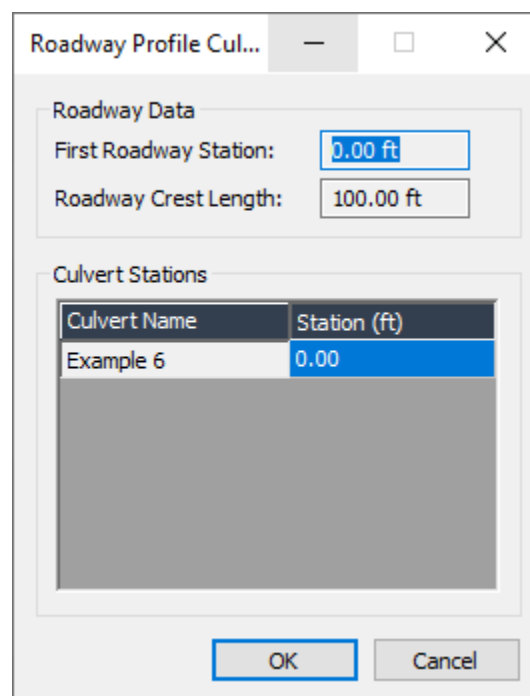 Roadway Profile Cul...
Roadway Data
First Roadway Station: 0.00 ft
Roadway Crest Length: 100.00 ft
Culvert Stations
Culvert Name Station (ft)
Example 6 0.00
OK Cancel